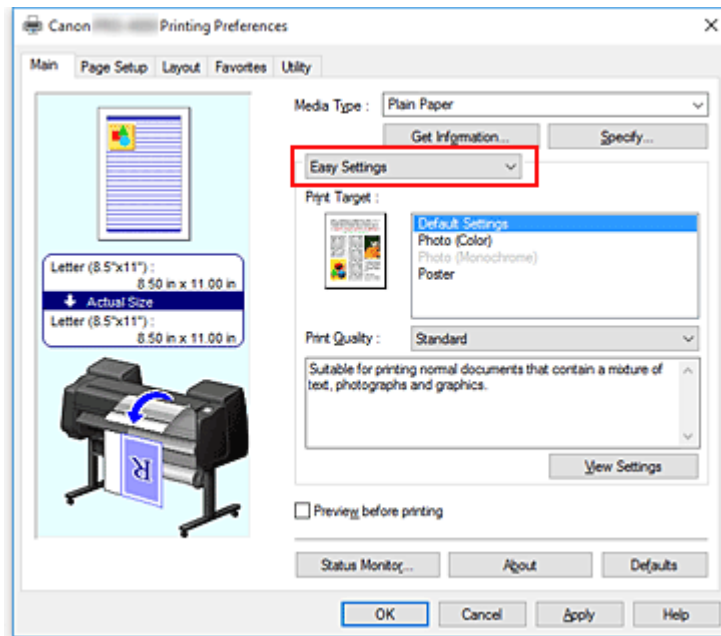 Canon Printing Preferences
Main Page Setup Layout Favorites Utility
Media Type : Plain Paper
Get Information... Specify...
Easy Settings
Print Target :
Default Settings
Photo (Color)
Photo (Monochrome)
Poster
Letter (8.5"x11") :
8.50 in x 11.00 in
Actual Size
Letter (8.5"x11") :
8.50 in x 11.00 in
Print Quality : Standard
Suitable for printing normal documents that contain a mixture of
text, photographs and graphics.
R
View Settings
Preview before printing
Status Monitor... About Defaults
OK Cancel Apply Help